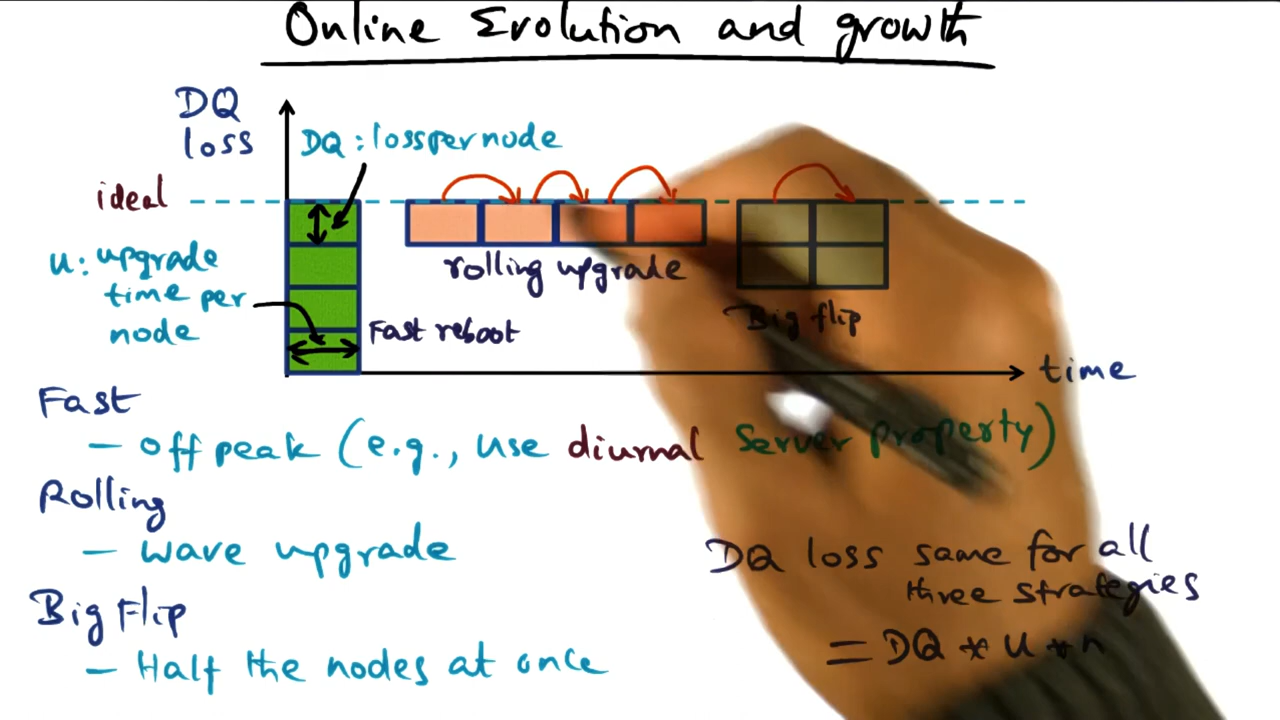 Online Evolution and growth
DQ
loss
DQ: loss per node
ideal
u: upgrade
time per
node
rolling upgrade
Fast reboot
Big flip
time
Fast
- off peak (e.g., use diurnal server property)
Rolling
- wave upgrade
Big Flip
- Half the nodes at once
DQ loss same for all
three strategies
= DQ * u * n